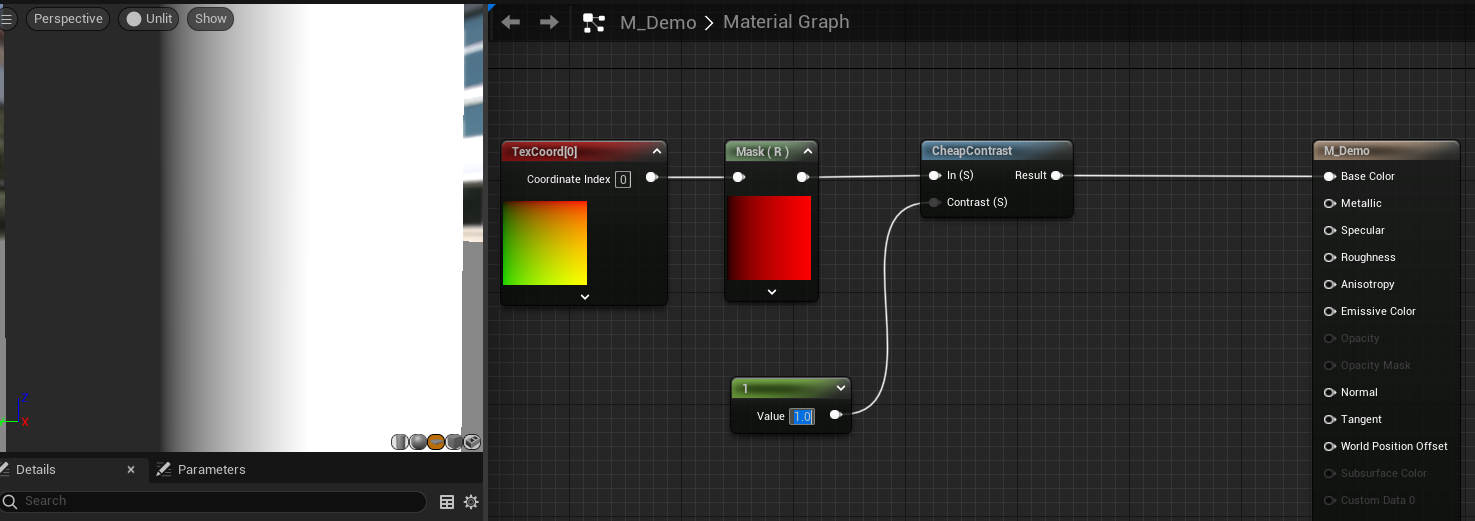 Perspective
Unlit
Show
M_Demo > Material Graph
TexCoord[0]
Coordinate Index 0
Mask ( R )
CheapContrast
In (S)
Result
Contrast (S)
1
Value 1.0
M_Demo
Base Color
Metallic
Specular
Roughness
Anisotropy
Emissive Color
Opacity
Opacity Mask
Normal
Tangent
World Position Offset
Subsurface Color
Custom Data 0
Z
X
Details
Parameters
Search